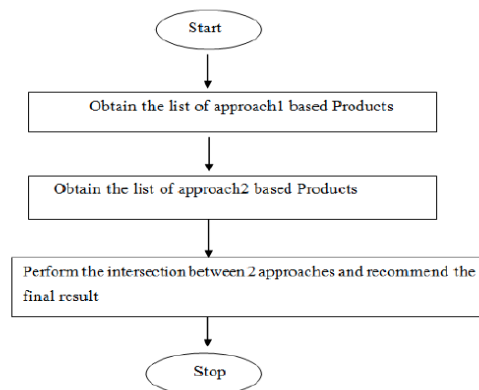 Start
Obtain the list of approach1 based Products
Obtain the list of approach2 based Products
Perform the intersection between 2 approaches and recommend the
final result
Stop